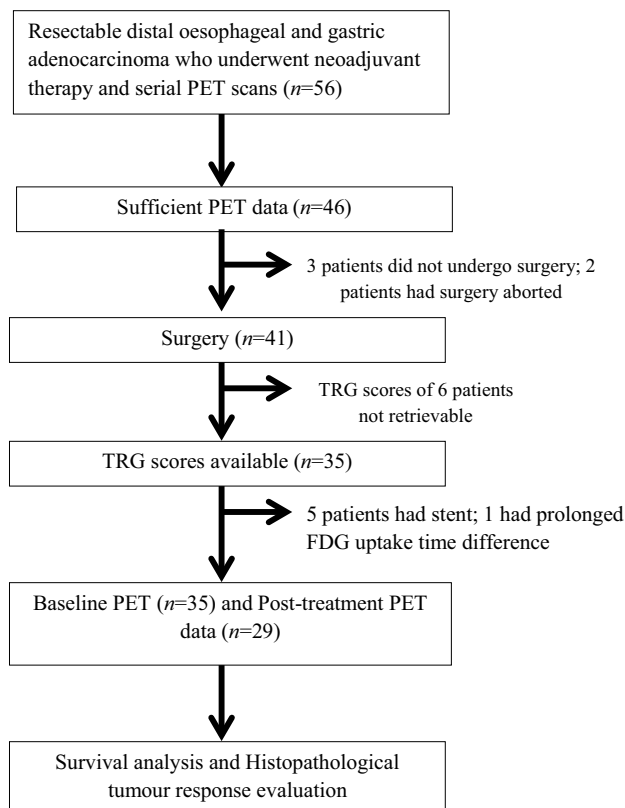 Resectable distal oesophageal and gastric
adenocarcinoma who underwent neoadjuvant
therapy and serial PET scans (n=56)
Sufficient PET data (n=46)
3 patients did not undergo surgery; 2
patients had surgery aborted
Surgery (n=41)
TRG scores of 6 patients
not retrievable
TRG scores available (n=35)
5 patients had stent; 1 had prolonged
FDG uptake time difference
Baseline PET (n=35) and Post-treatment PET
data (n=29)
Survival analysis and Histopathological
tumour response evaluation